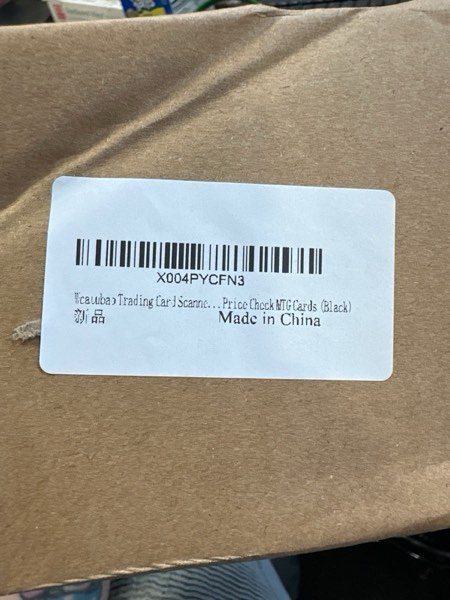 X004PYCFN3
Trading Card Scanne...Price Check MTG Cards (Black)
新品
Made in China